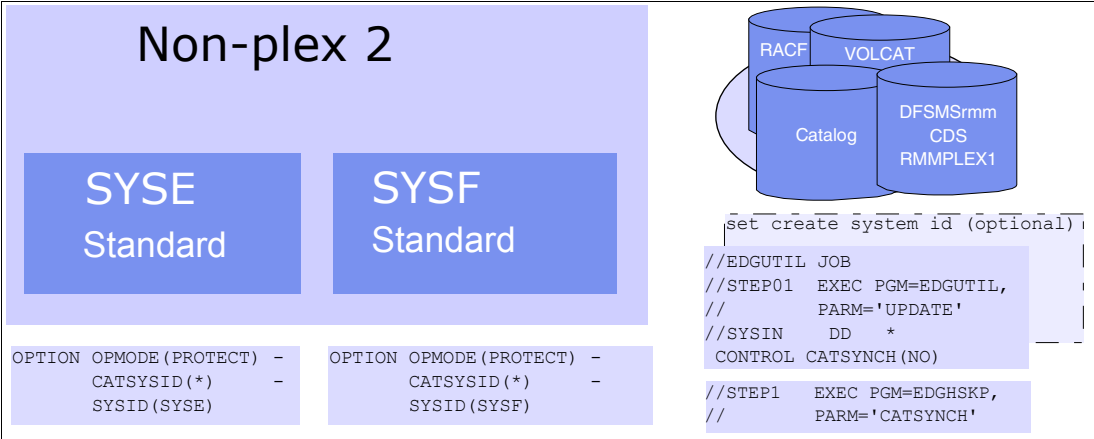 Non-plex 2
SYSE
Standard
SYSF
Standard
OPTION OPMODE(PROTECT) -
       CATSYSID(*)     -
       SYSID(SYSE)
OPTION OPMODE(PROTECT) -
       CATSYSID(*)     -
       SYSID(SYSF)
RACF
VOLCAT
Catalog
DFSMSrmm
CDS
RMMPLEX1
set create system id (optional)
//EDGUTIL JOB
//STEP01  EXEC PGM=EDGUTIL,
//        PARM='UPDATE'
//SYSIN    DD  *
 CONTROL CATSYNCH(NO)
//STEP1   EXEC PGM=EDGHSKP,
//        PARM='CATSYNCH'